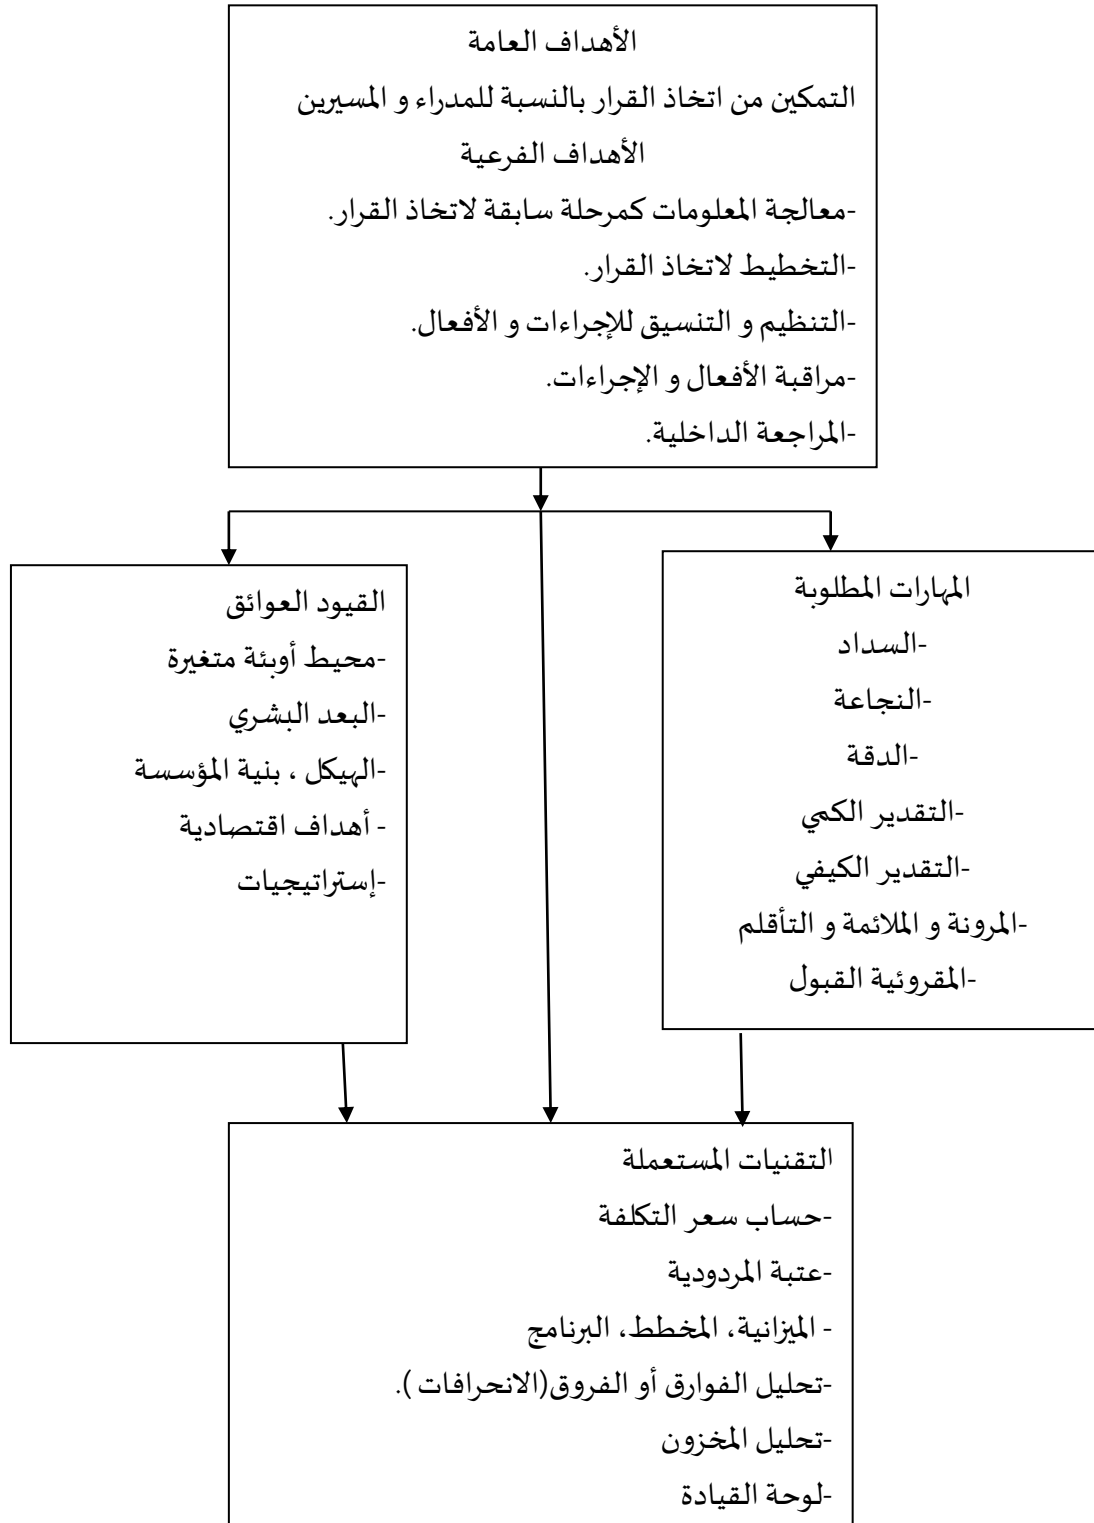 الأهداف العامة
التمكين من اتخاذ القرار بالنسبة للمدراء و المسيرين
الأهداف الفرعية
-معالجة المعلومات كمرحلة سابقة لاتخاذ القرار.
-التخطيط لاتخاذ القرار.
-التنظيم و التنسيق للإجراءات و الأفعال.
-مراقبة الأفعال و الإجراءات.
-المراجعة الداخلية.
المهارات المطلوبة
-السداد
-النجاعة
-الدقة
-التقدير الكمي
-التقدير الكيفي
-المرونة و الملائمة و التأقلم
-المقروئية القبول
القيود العوائق
-محيط أوبئة متغيرة
-البعد البشري
-الهيكل ، بنية المؤسسة
- أهداف اقتصادية
-إستراتيجيات
التقنيات المستعملة
-حساب سعر التكلفة
-عتبة المردودية
- الميزانية، المخطط، البرنامج
-تحليل الفوارق أو الفروق(الانحرافات ).
-تحليل المخزون
-لوحة القيادة